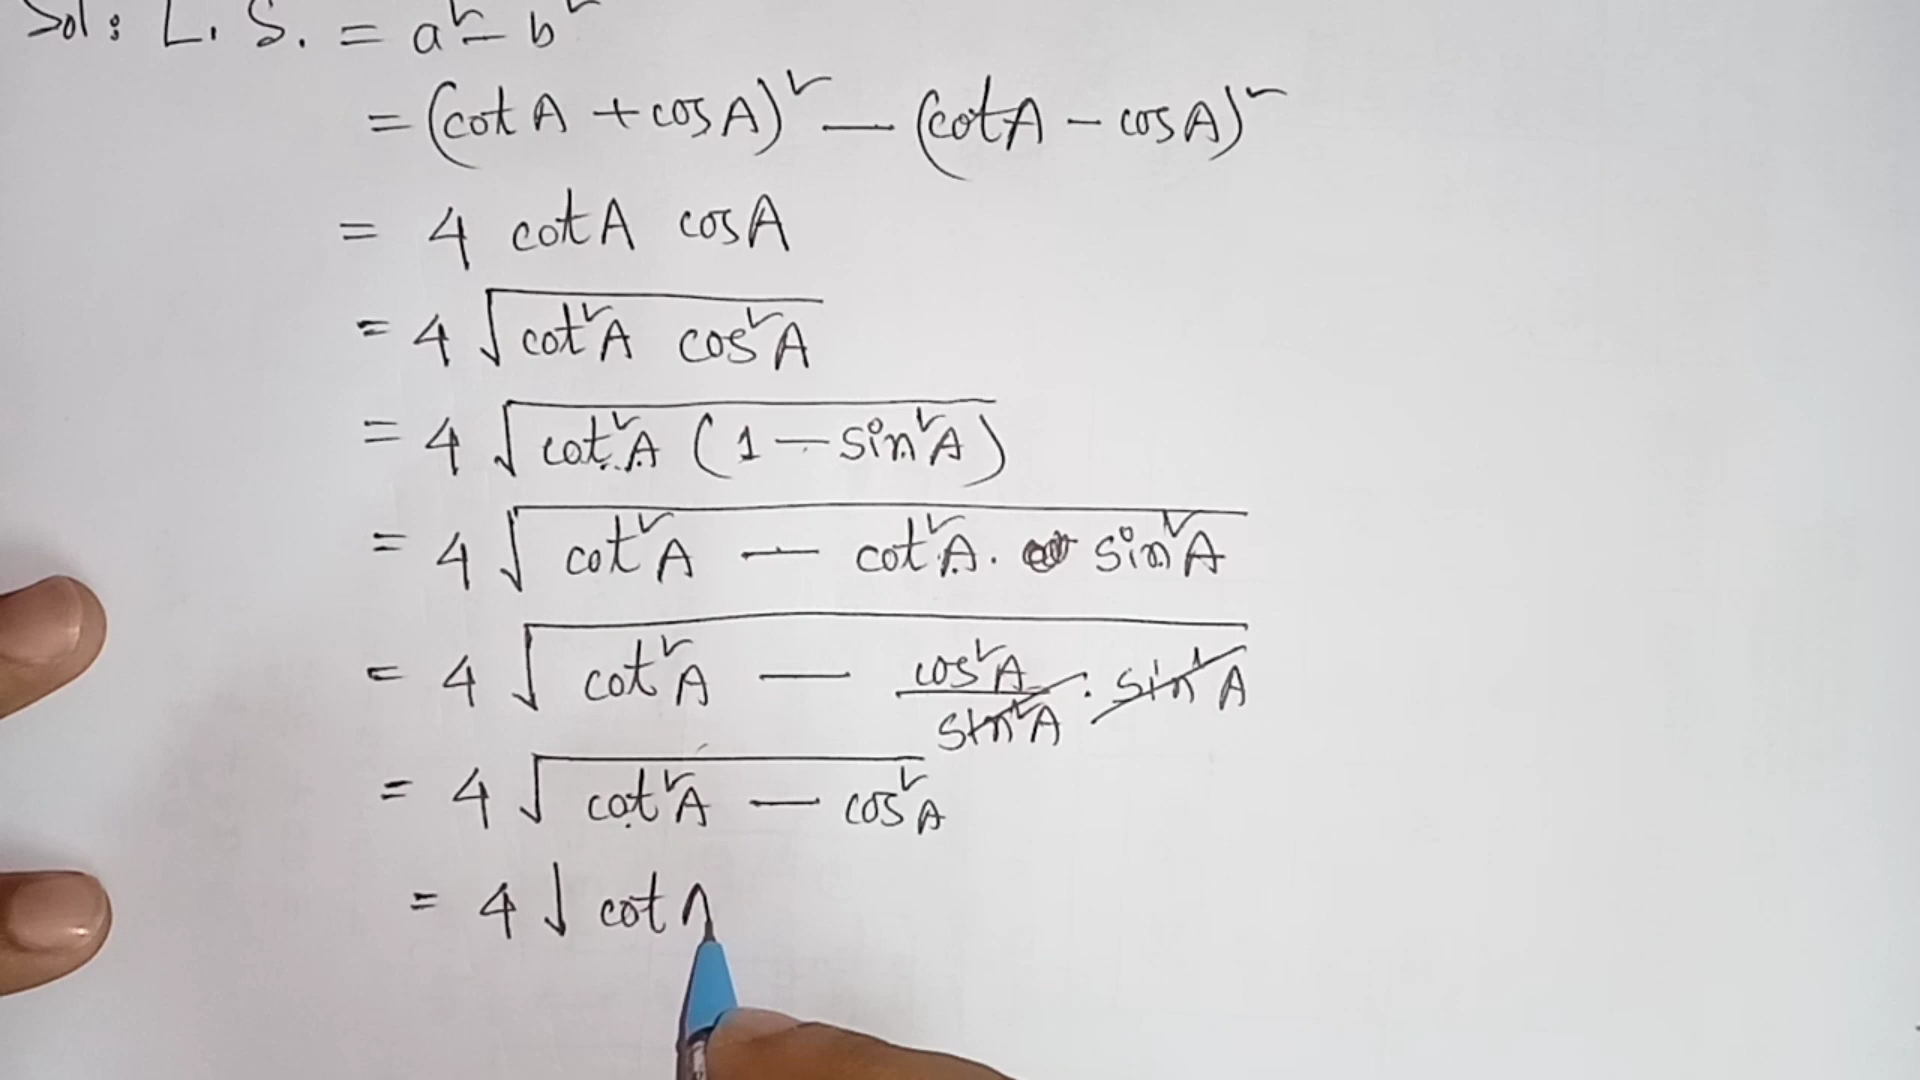 Sol: L. S. = a² - b²
= (cot A + cos A)² — (cot A - cos A)²
= 4 cot A cos A
= 4 √(cot²A cos²A)
= 4 √(cot²A (1 — sin²A))
= 4 √(cot²A — cot²A. sin²A)
= 4 √(cot²A — cos²A/sin²A · sin²A)
= 4 √(cot²A — cos²A)
= 4 √ cot A